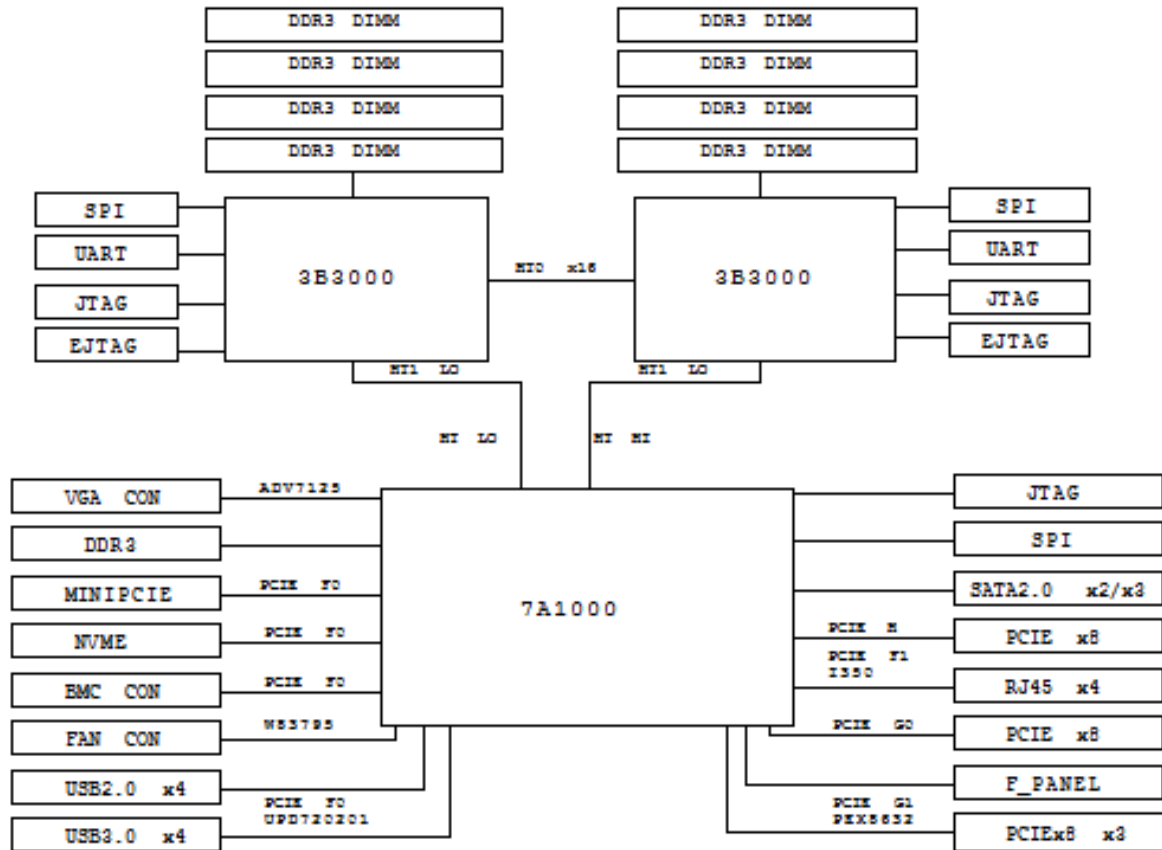 DDR3 DIMM
DDR3 DIMM
DDR3 DIMM
DDR3 DIMM
DDR3 DIMM
DDR3 DIMM
DDR3 DIMM
DDR3 DIMM
SPI
UART
JTAG
EJTAG
3B3000
HT0 x16
3B3000
SPI
UART
JTAG
EJTAG
HT1 LO
HT1 LO
HT LO
HT HI
VGA CON
ADV7125
DDR3
MINIPCIE
PCIE F0
NVME
PCIE F0
BMC CON
PCIE F0
FAN CON
W83795
USB2.0 x4
PCIE F0
UPD720201
USB3.0 x4
7A1000
JTAG
SPI
SATA2.0 x2/x3
PCIE H
PCIE x8
PCIE F1
I350
RJ45 x4
PCIE G0
PCIE x8
F_PANEL
PCIE G1
PEX8632
PCIEx8 x3